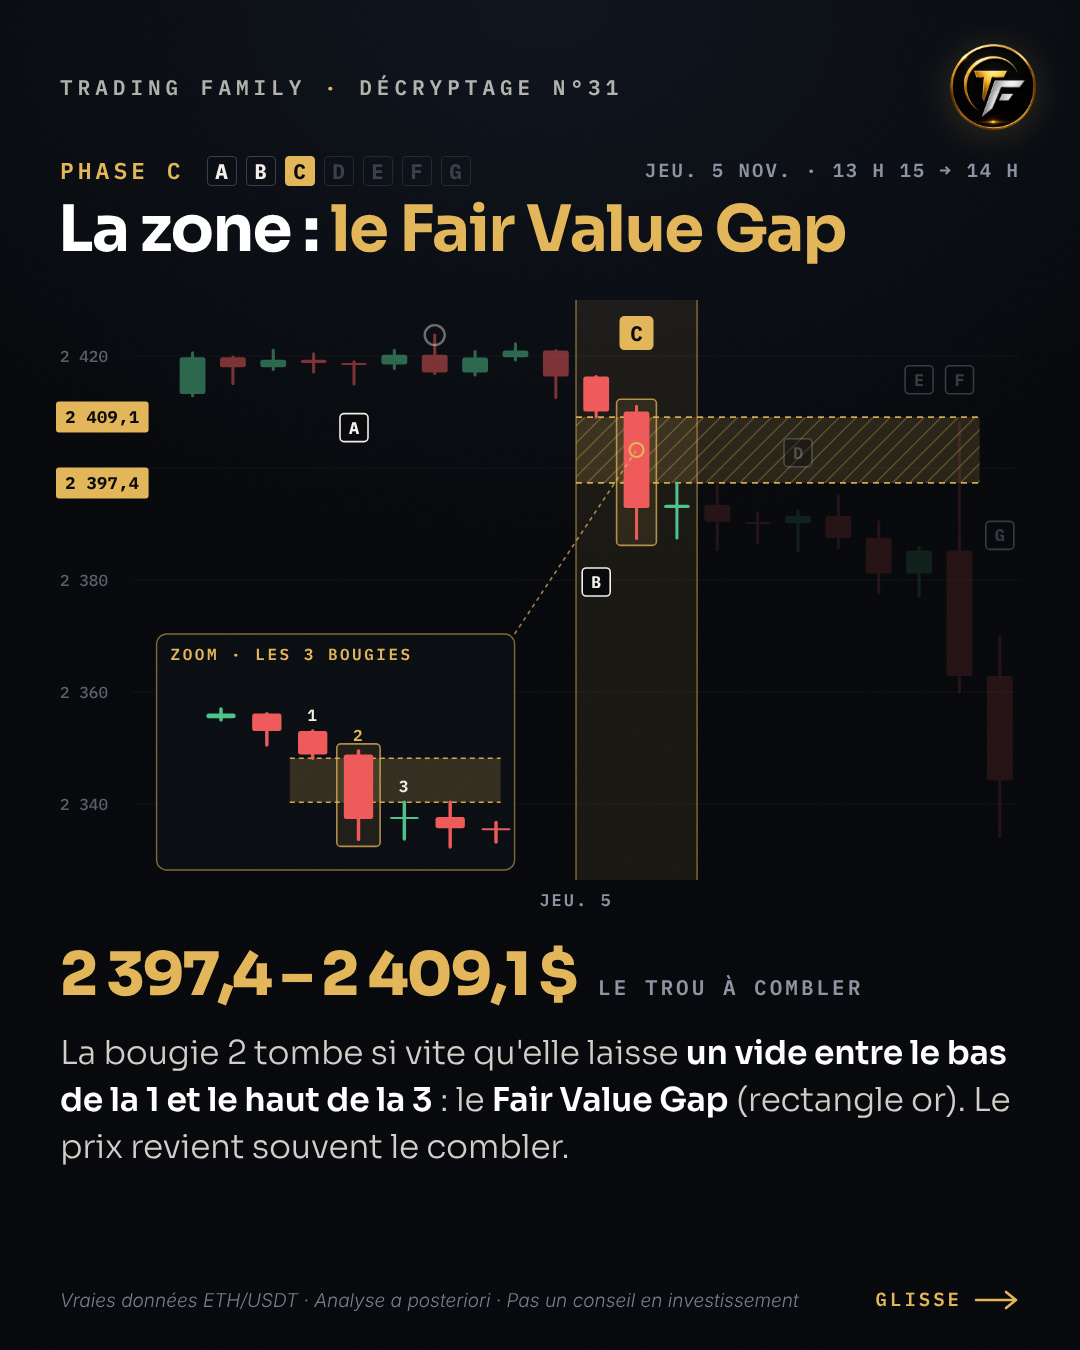 TRADING FAMILY · DÉCRYPTAGE N°31
TF
PHASE C A B C D E F G
JEU. 5 NOV. · 13 H 15 → 14 H
La zone : le Fair Value Gap
C
2 420
E F
2 409,1
A
D
2 397,4
G
B
2 380
ZOOM · LES 3 BOUGIES
2 360
1
2
3
2 340
JEU. 5
2 397,4 – 2 409,1 $ LE TROU À COMBLER
La bougie 2 tombe si vite qu'elle laisse un vide entre le bas
de la 1 et le haut de la 3 : le Fair Value Gap (rectangle or). Le
prix revient souvent le combler.
Vraies données ETH/USDT · Analyse a posteriori · Pas un conseil en investissement
GLISSE →